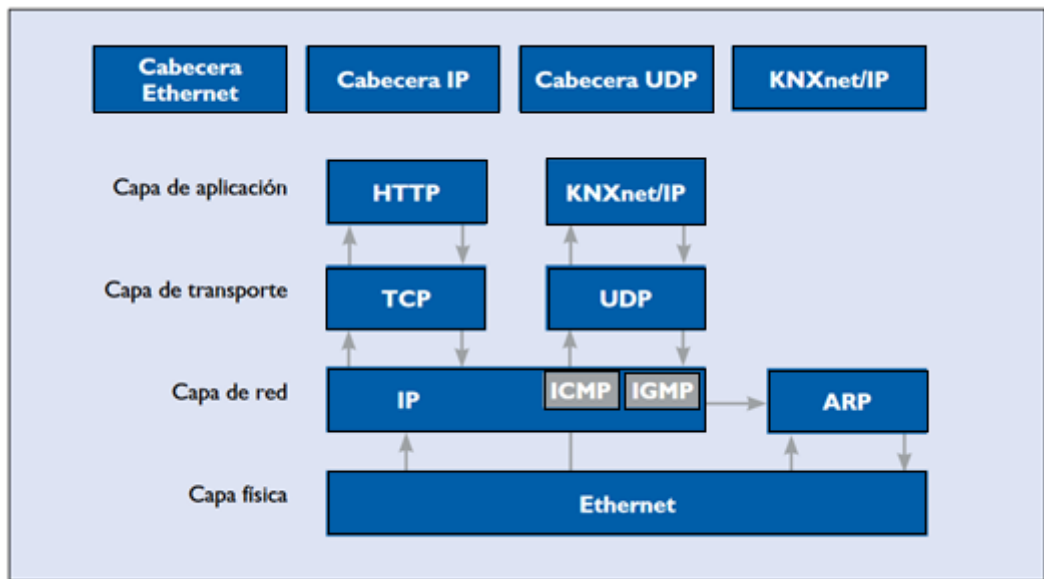 Cabecera
Ethernet
Cabecera IP
Cabecera UDP
KNXnet/IP
Capa de aplicación
HTTP
KNXnet/IP
Capa de transporte
TCP
UDP
Capa de red
IP
ICMP
IGMP
ARP
Capa física
Ethernet